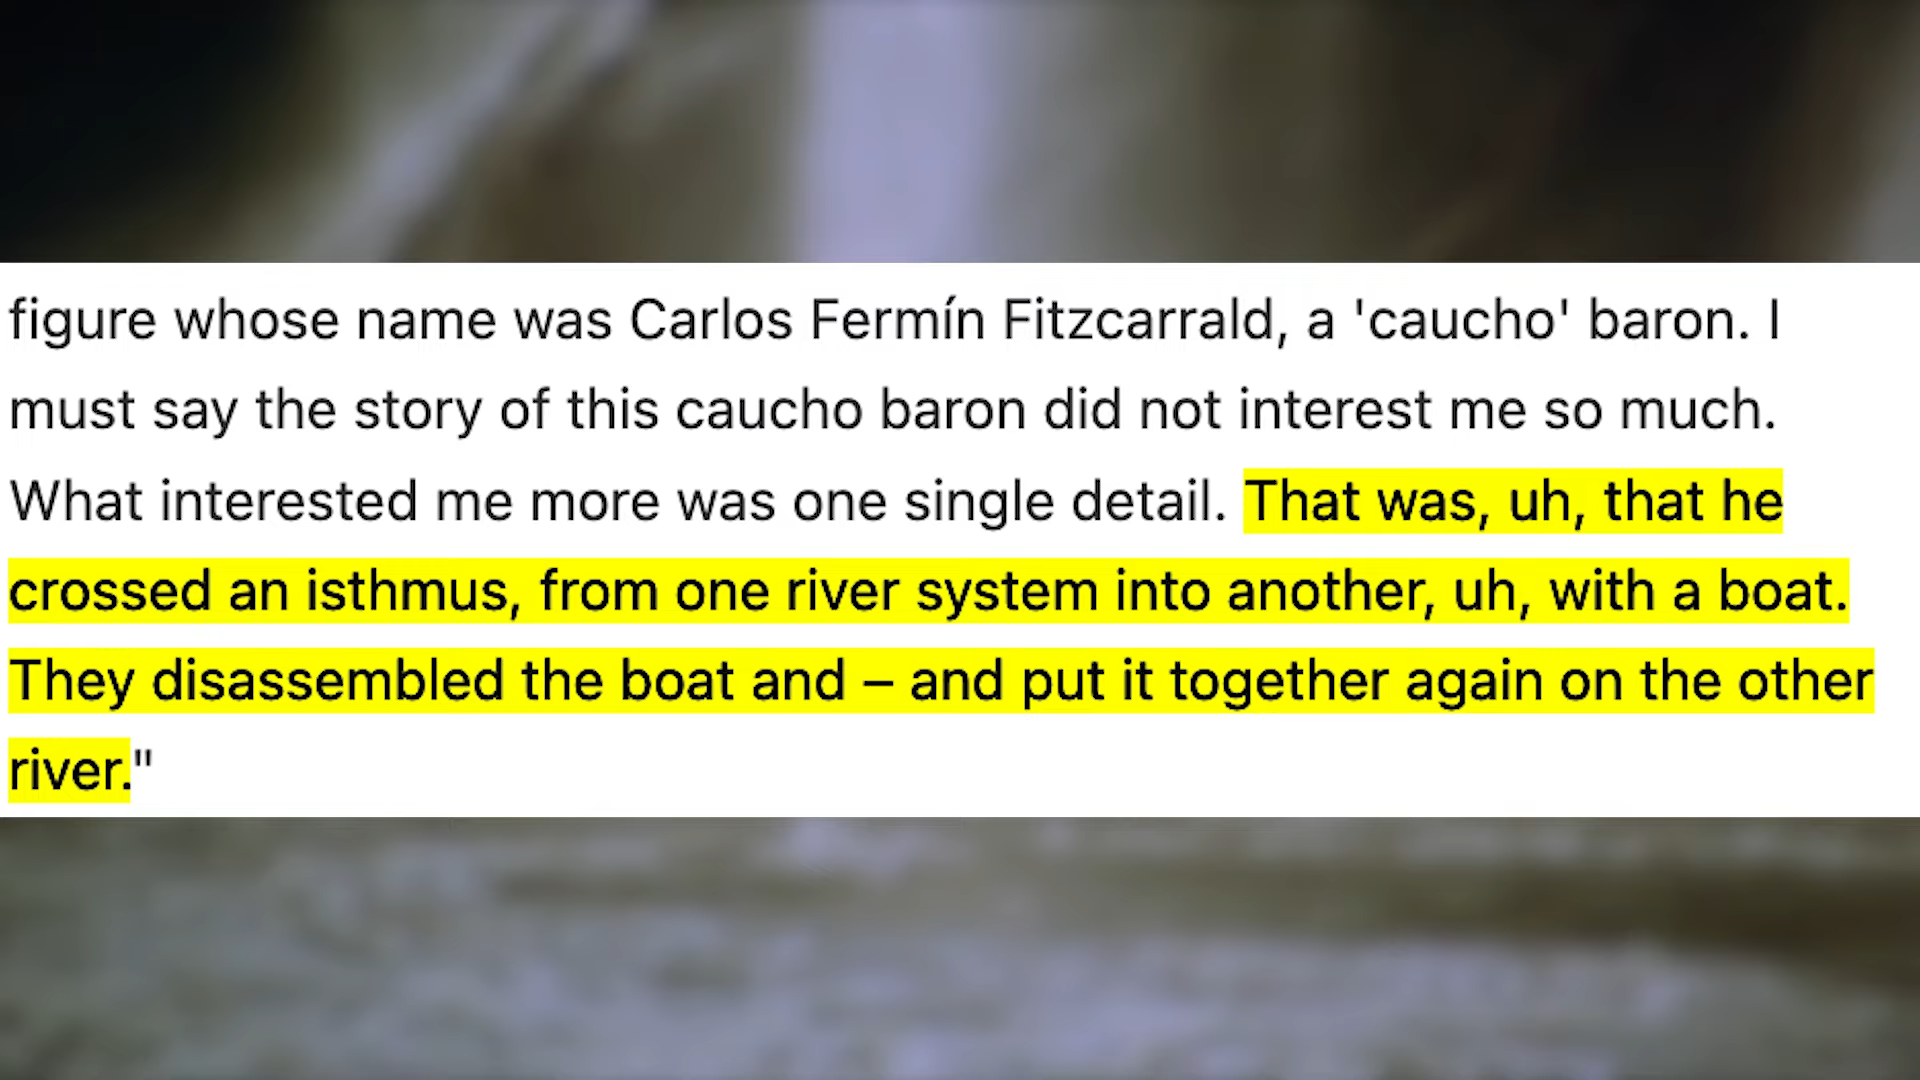 figure whose name was Carlos Fermín Fitzcarrald, a 'caucho' baron. I
must say the story of this caucho baron did not interest me so much.
What interested me more was one single detail. That was, uh, that he
crossed an isthmus, from one river system into another, uh, with a boat.
They disassembled the boat and – and put it together again on the other
river."